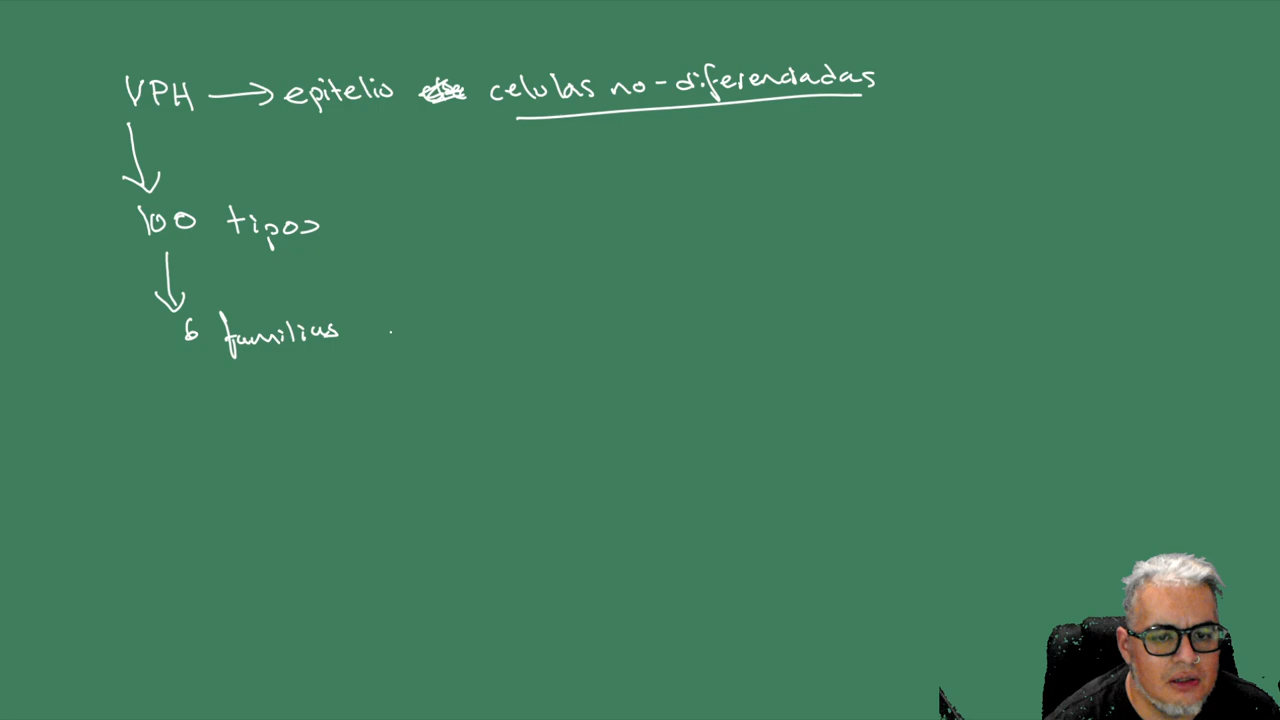 VPH → epitelio celulas no-diferenciadas
100 tipos
6 familias